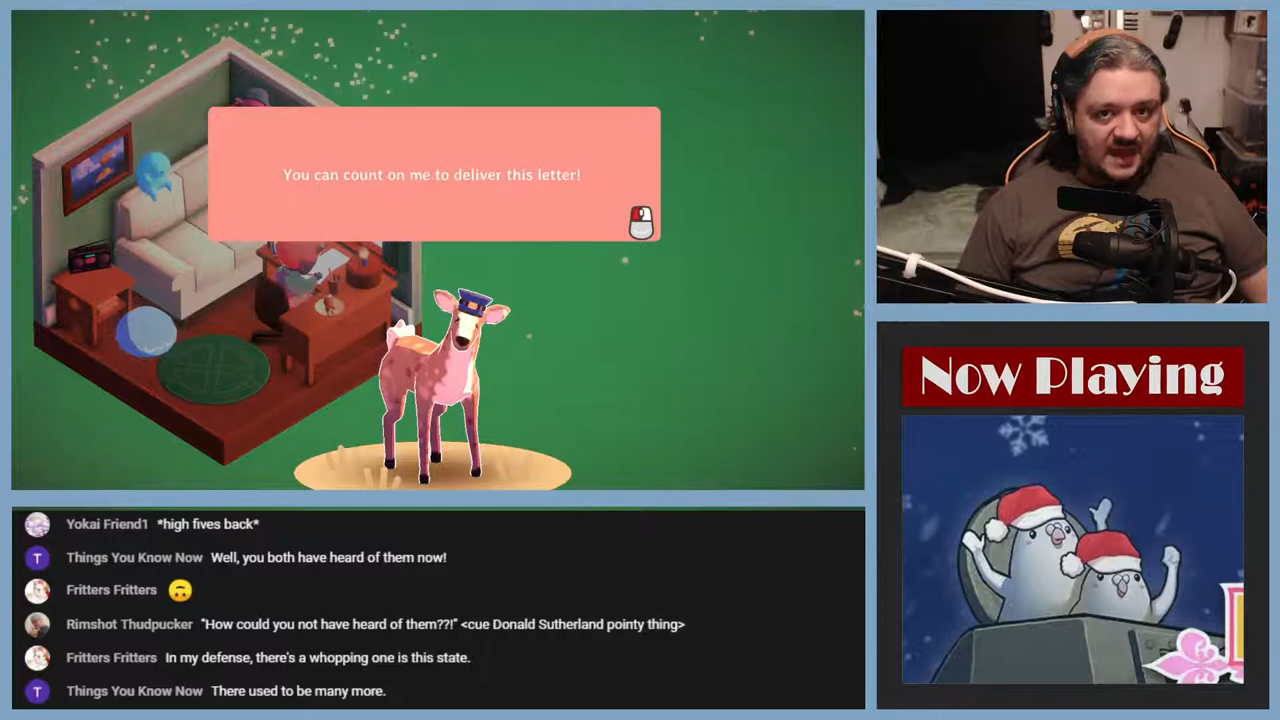 You can count on me to deliver this letter!
Now Playing
Yokai Friend1 *high fives back*
T Things You Know Now Well, you both have heard of them now!
Fritters Fritters 🙃
Rimshot Thudpucker "How could you not have heard of them??!" <cue Donald Sutherland pointy thing>
Fritters Fritters In my defense, there's a whopping one is this state.
T Things You Know Now There used to be many more.